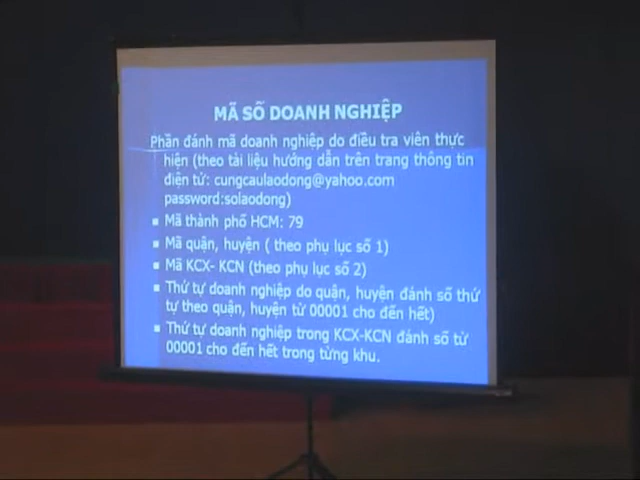 MÃ SỐ DOANH NGHIỆP
Phần đánh mã doanh nghiệp do điều tra viên thực
hiện (theo tài liệu hướng dẫn trên trang thông tin
điện tử: cungcaulaodong@yahoo.com
password:solaodong)
▪ Mã thành phố HCM: 79
▪ Mã quận, huyện ( theo phụ lục số 1)
▪ Mã KCX- KCN (theo phụ lục số 2)
▪ Thứ tự doanh nghiệp do quận, huyện đánh số thứ
tự theo quận, huyện từ 00001 cho đến hết)
▪ Thứ tự doanh nghiệp trong KCX-KCN đánh số từ
00001 cho đến hết trong từng khu.